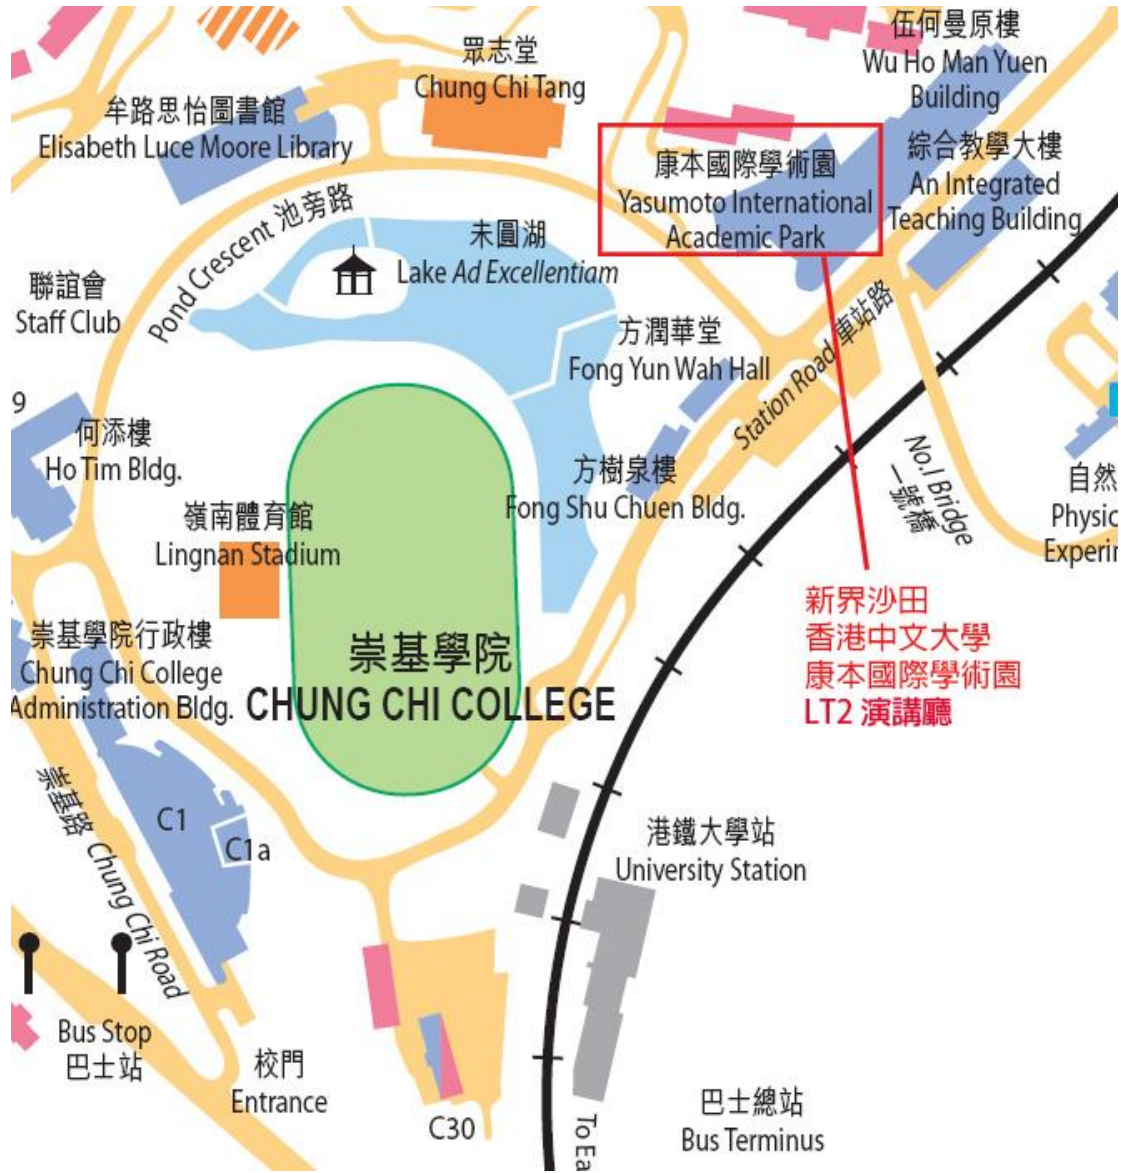 伍何曼原樓
Wu Ho Man Yuen
Building
眾志堂
Chung Chi Tang
牟路思怡圖書館
Elisabeth Luce Moore Library
康本國際學術園
Yasumoto International
Academic Park
綜合教學大樓
An Integrated
Teaching Building
Pond Crescent 池旁路
未圓湖
Lake Ad Excellentiam
聯誼會
Staff Club
方潤華堂
Fong Yun Wah Hall
Station Road 車站路
9
何添樓
Ho Tim Bldg.
方樹泉樓
Fong Shu Chuen Bldg.
No.1 Bridge
一號橋
自然
Physic
Experin
嶺南體育館
Lingnan Stadium
新界沙田
香港中文大學
康本國際學術園
LT2 演講廳
崇基學院行政樓
Chung Chi College
Administration Bldg.
崇基學院
CHUNG CHI COLLEGE
崇基路 Chung Chi Road
C1
C1a
港鐵大學站
University Station
Bus Stop
巴士站
校門
Entrance
C30
To Ea
巴士總站
Bus Terminus